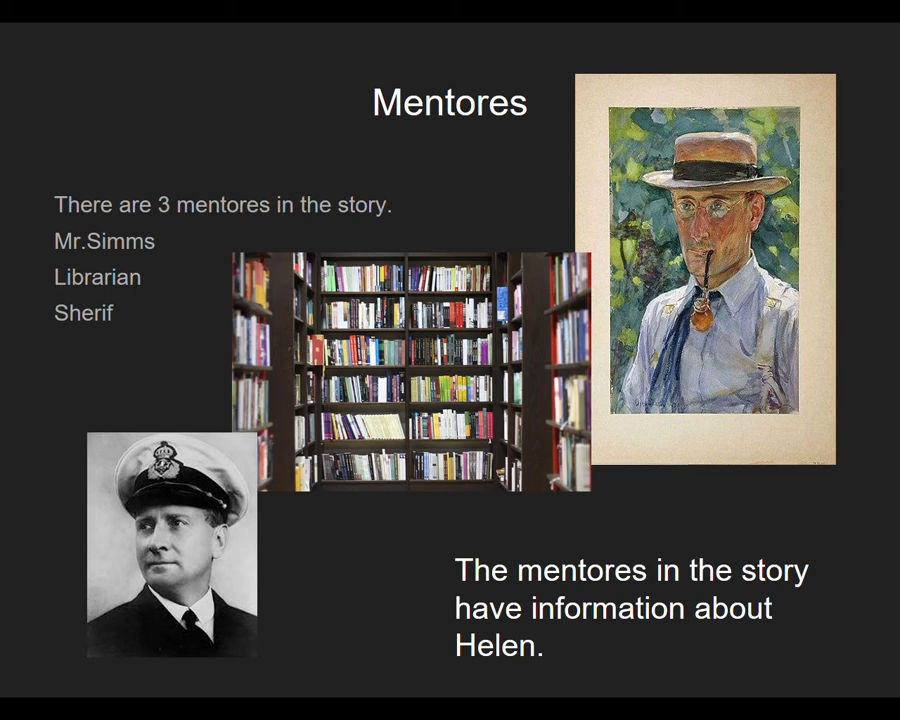 Mentores
There are 3 mentores in the story.
Mr.Simms
Librarian
Sherif
The mentores in the story
have information about
Helen.